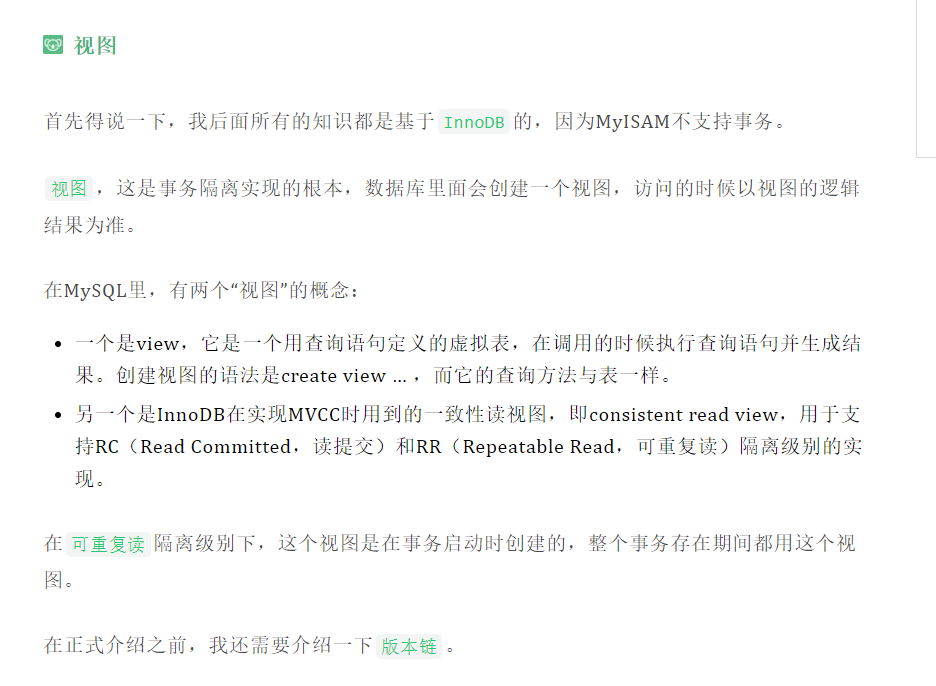 视图
首先得说一下，我后面所有的知识都是基于 InnoDB 的，因为MyISAM不支持事务。
视图 ，这是事务隔离实现的根本，数据库里面会创建一个视图，访问的时候以视图的逻辑
结果为准。
在MySQL里，有两个“视图”的概念：
• 一个是view，它是一个用查询语句定义的虚拟表，在调用的时候执行查询语句并生成结
果。创建视图的语法是create view … ，而它的查询方法与表一样。
• 另一个是InnoDB在实现MVCC时用到的一致性读视图，即consistent read view，用于支
持RC（Read Committed，读提交）和RR（Repeatable Read，可重复读）隔离级别的实
现。
在 可重复读 隔离级别下，这个视图是在事务启动时创建的，整个事务存在期间都用这个视
图。
在正式介绍之前，我还需要介绍一下 版本链 。